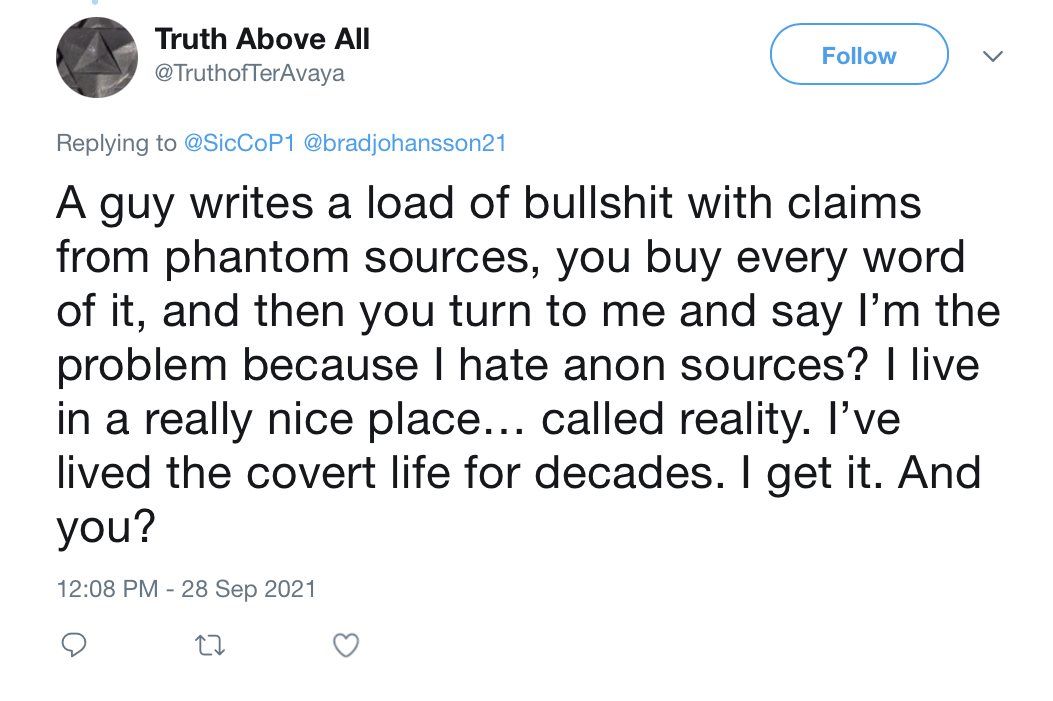 Truth Above All
@TruthofTerAvaya
Follow
Replying to @SicCoP1 @bradjohansson21
A guy writes a load of bullshit with claims
from phantom sources, you buy every word
of it, and then you turn to me and say I’m the
problem because I hate anon sources? I live
in a really nice place… called reality. I’ve
lived the covert life for decades. I get it. And
you?
12:08 PM - 28 Sep 2021